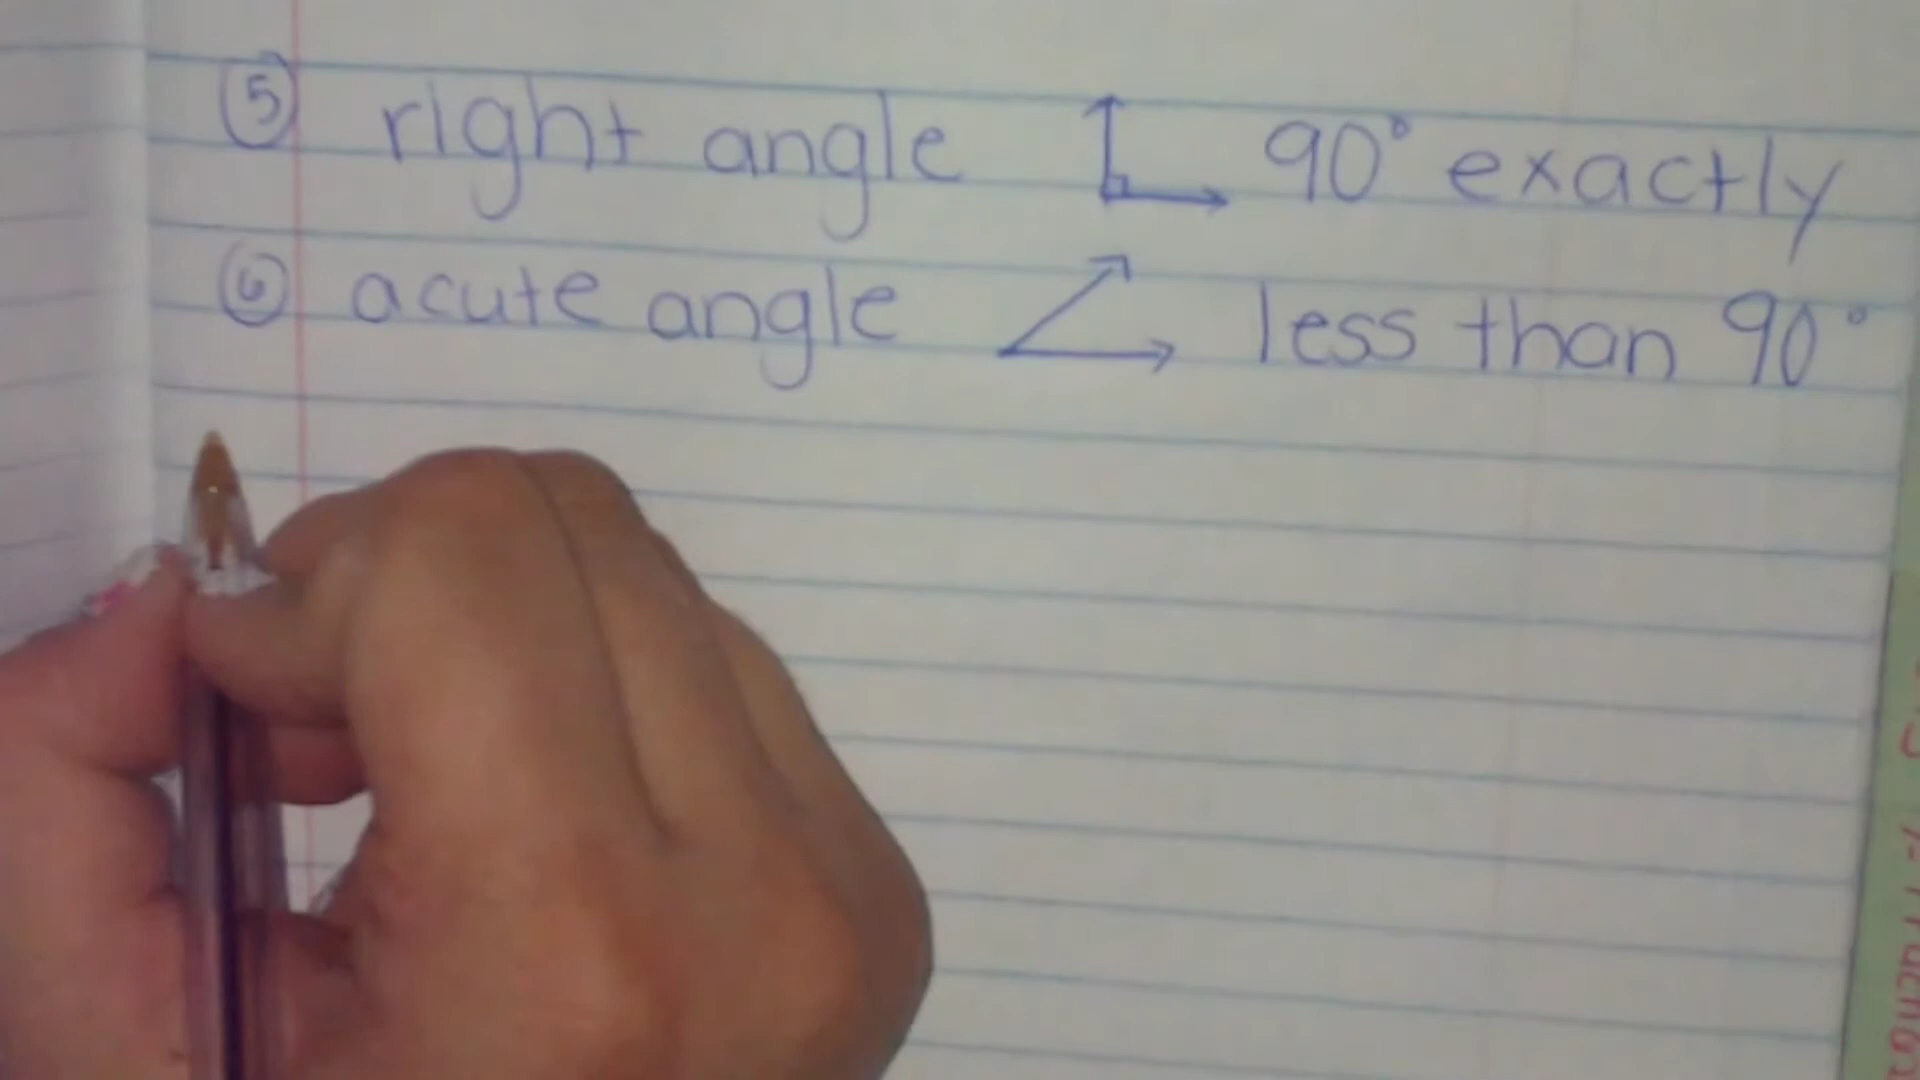 ⑤ right angle 90° exactly
⑥ acute angle less than 90°